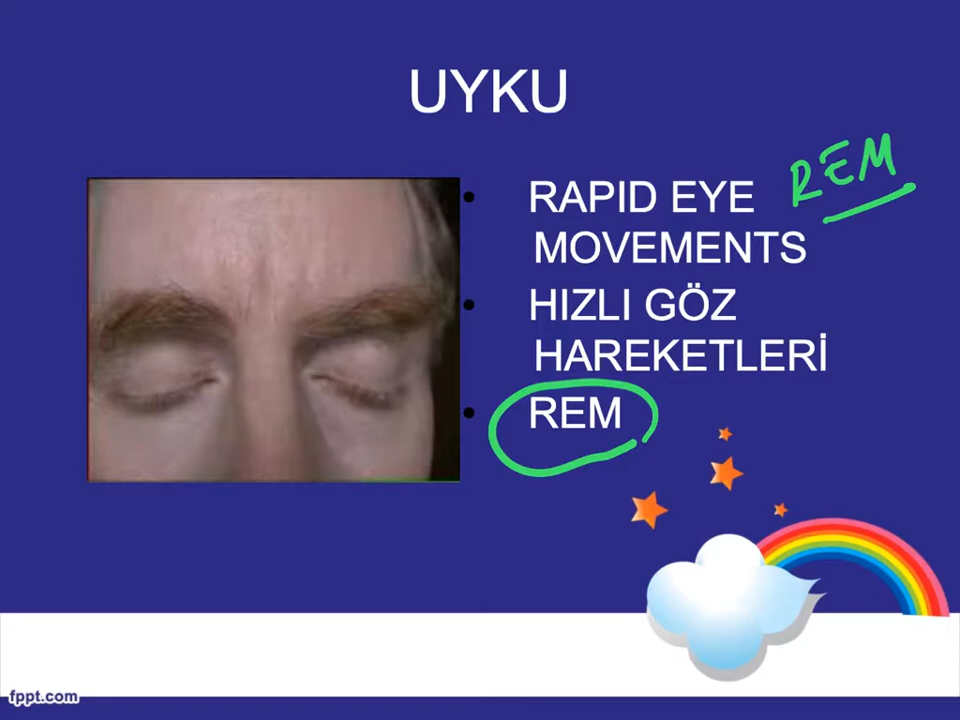 UYKU
• RAPID EYE
MOVEMENTS
REM
• HIZLI GÖZ
HAREKETLERİ
• REM
fppt.com